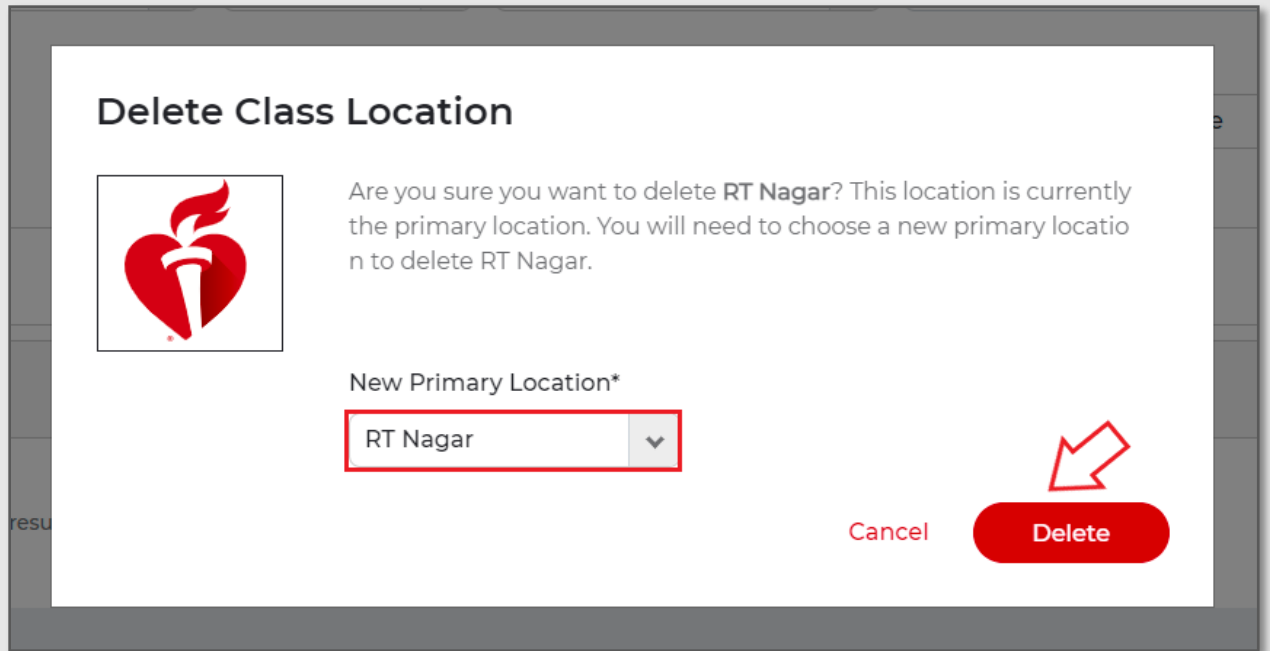 Delete Class Location
e
Are you sure you want to delete RT Nagar? This location is currently
the primary location. You will need to choose a new primary locatio
n to delete RT Nagar.
New Primary Location*
RT Nagar
resu
Cancel
Delete
®